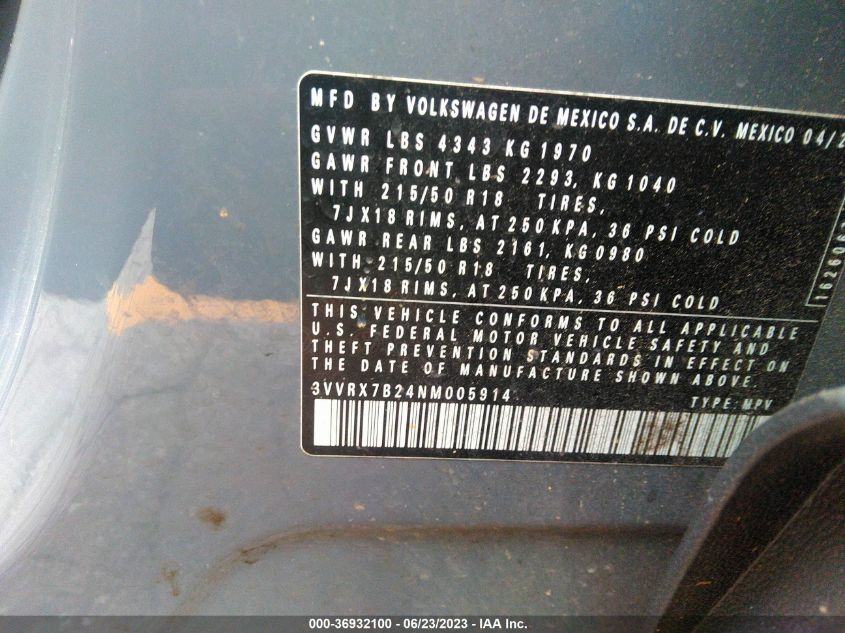 MFD BY VOLKSWAGEN DE MEXICO S.A. DE C.V. MEXICO 04/2
GVWR LBS 4343 KG 1970
GAWR FRONT LBS 2293, KG 1040
WITH 215/50 R18 TIRES,
7JX18 RIMS, AT 250 KPA, 36 PSI COLD
GAWR REAR LBS 2161, KG 0980
WITH 215/50 R18 TIRES,
7JX18 RIMS, AT 250 KPA, 36 PSI COLD
THIS VEHICLE CONFORMS TO ALL APPLICABLE
U.S. FEDERAL MOTOR VEHICLE SAFETY AND
THEFT PREVENTION STANDARDS IN EFFECT ON
THE DATE OF MANUFACTURE SHOWN ABOVE.
3VVRX7B24NM005914
TYPE: MPV
000-36932100 - 06/23/2023 - IAA Inc.